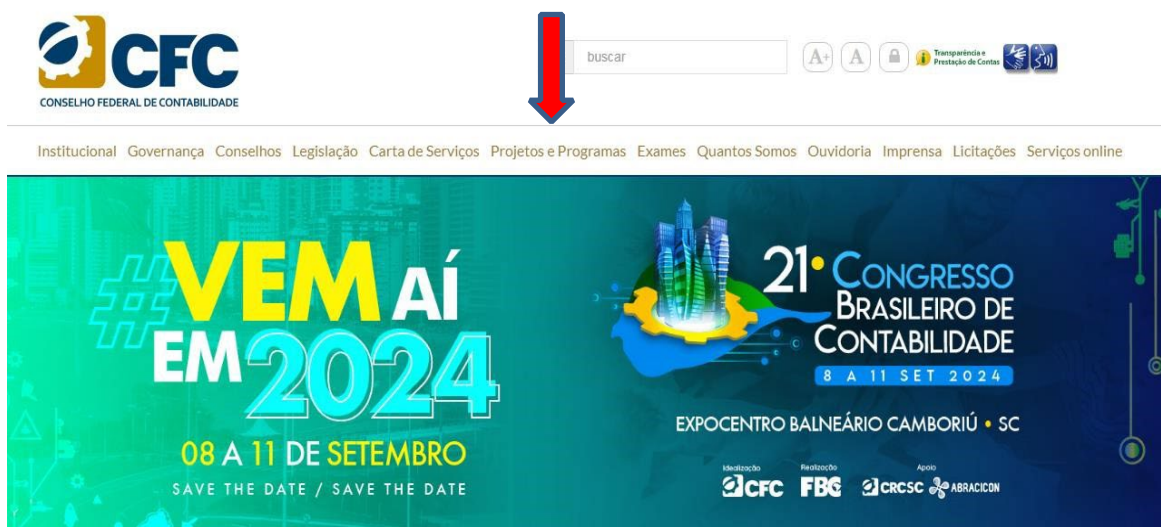 CFC
CONSELHO FEDERAL DE CONTABILIDADE
buscar
A+ A
Transparência e
Prestação de Contas
Institucional Governança Conselhos Legislação Carta de Serviços Projetos e Programas Exames Quantos Somos Ouvidoria Imprensa Licitações Serviços online
#VEM AÍ
EM 2024
08 A 11 DE SETEMBRO
SAVE THE DATE / SAVE THE DATE
21º CONGRESSO
BRASILEIRO DE
CONTABILIDADE
8 A 11 SET 2024
EXPOCENTRO BALNEÁRIO CAMBORIÚ • SC
Idealização Realização Apoio
CFC FBC CRCSC ABRACICON